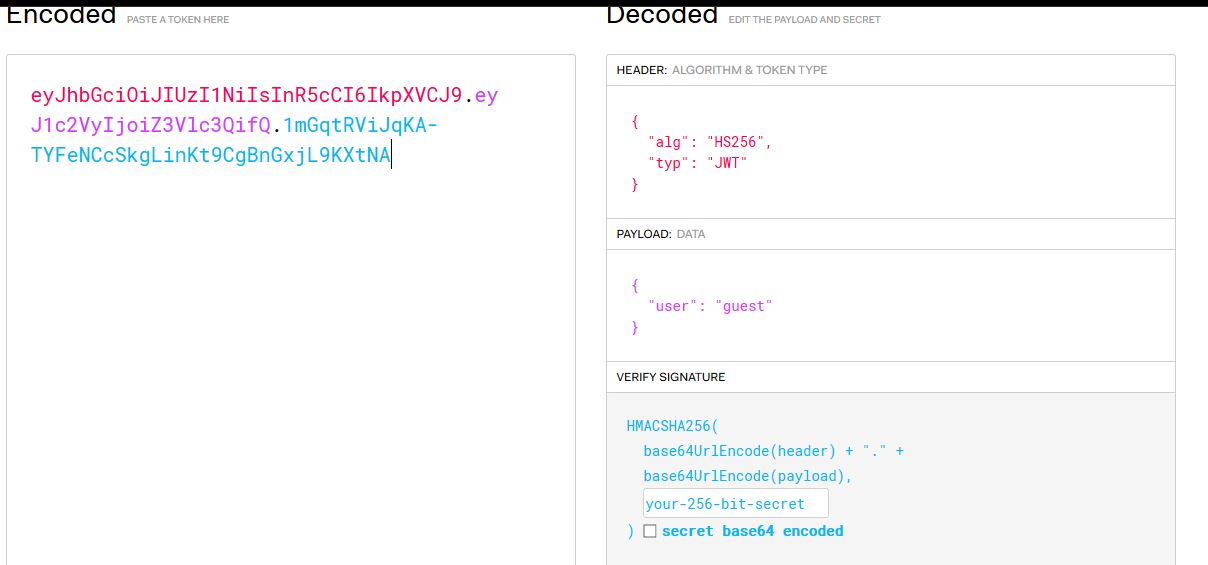 Encoded PASTE A TOKEN HERE
eyJhbGciOiJIUzI1NiIsInR5cCI6IkpXVCJ9.ey
J1c2VyIjoiZ3Vlc3QifQ.1mGqtRViJqKA-
TYFeNCcSkgLinKt9CgBnGxjL9KXtNA
Decoded EDIT THE PAYLOAD AND SECRET
HEADER: ALGORITHM & TOKEN TYPE
{
"alg": "HS256",
"typ": "JWT"
}
PAYLOAD: DATA
{
"user": "guest"
}
VERIFY SIGNATURE
HMACSHA256(
base64UrlEncode(header) + "." +
base64UrlEncode(payload),
your-256-bit-secret
) secret base64 encoded